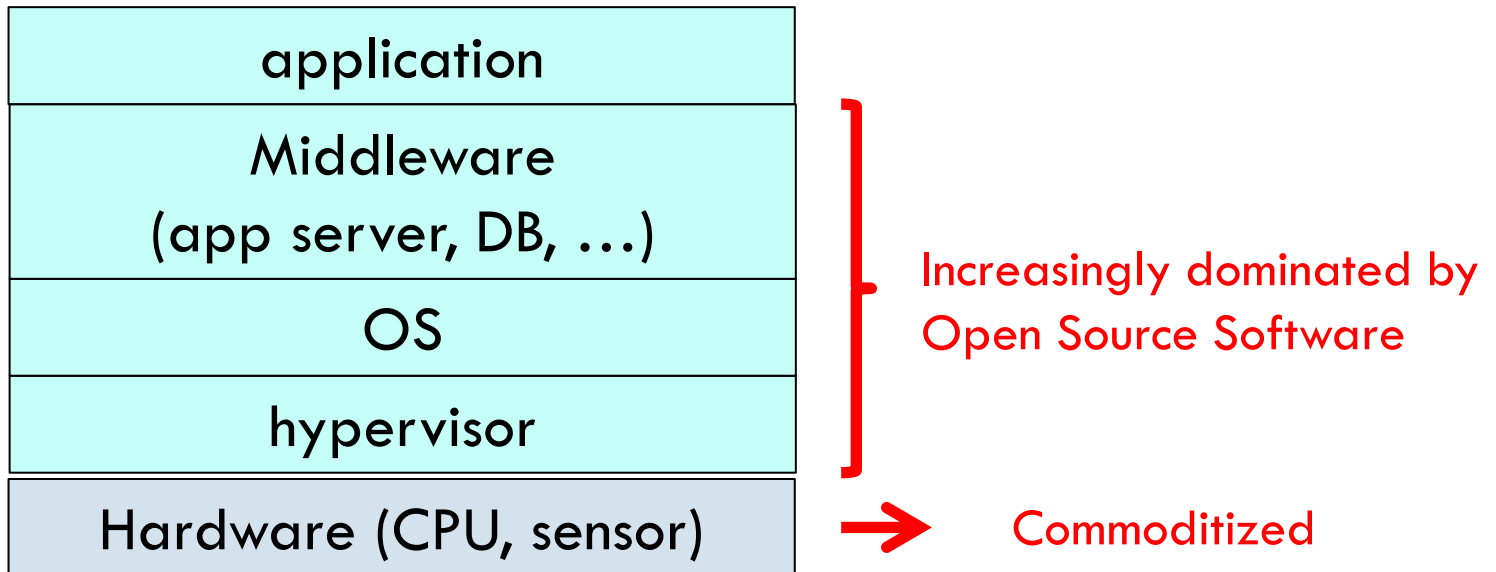 application
Middleware
(app server, DB, …)
OS
hypervisor
Increasingly dominated by
Open Source Software
Hardware (CPU, sensor)
Commoditized